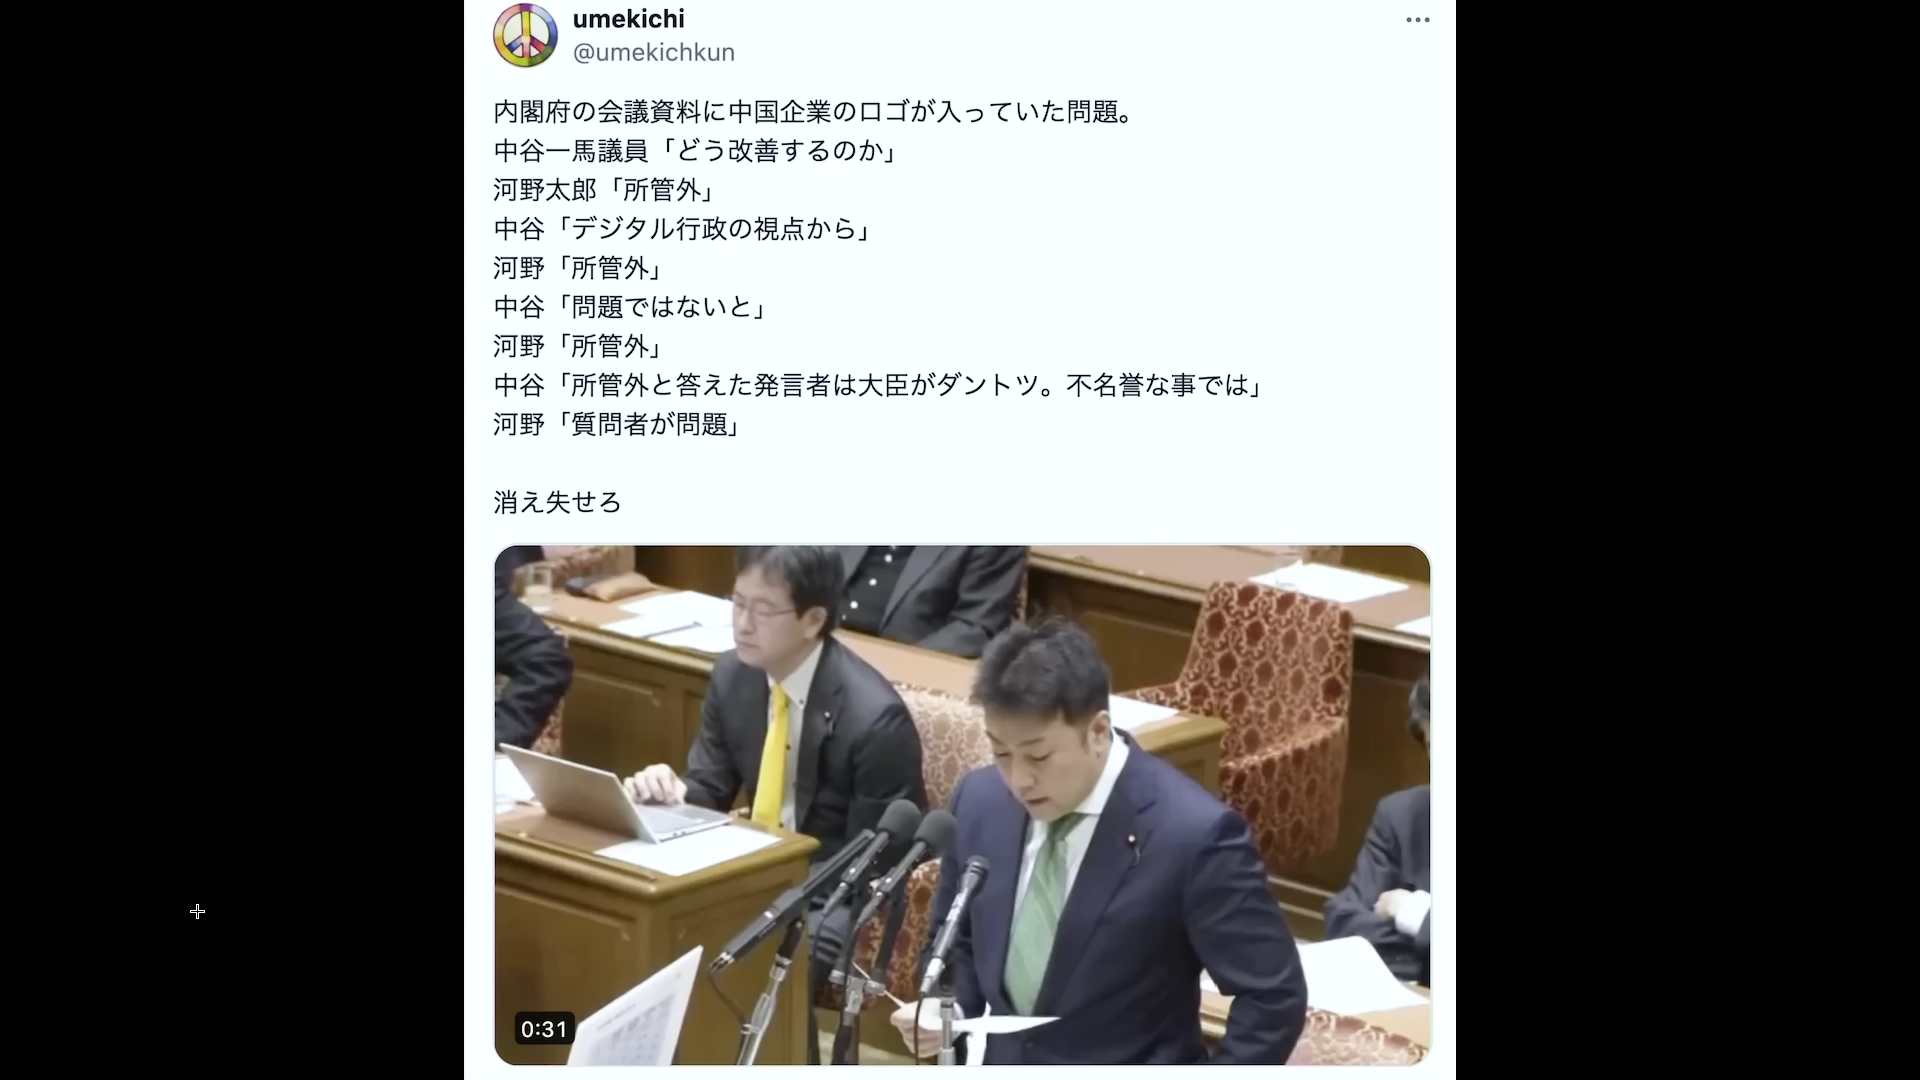 umekichi
@umekichkun
内閣府の会議資料に中国企業のロゴが入っていた問題。
中谷一馬議員「どう改善するのか」
河野太郎「所管外」
中谷「デジタル行政の視点から」
河野「所管外」
中谷「問題ではないと」
河野「所管外」
中谷「所管外と答えた発言者は大臣がダントツ。不名誉な事では」
河野「質問者が問題」
消え失せろ
0:31